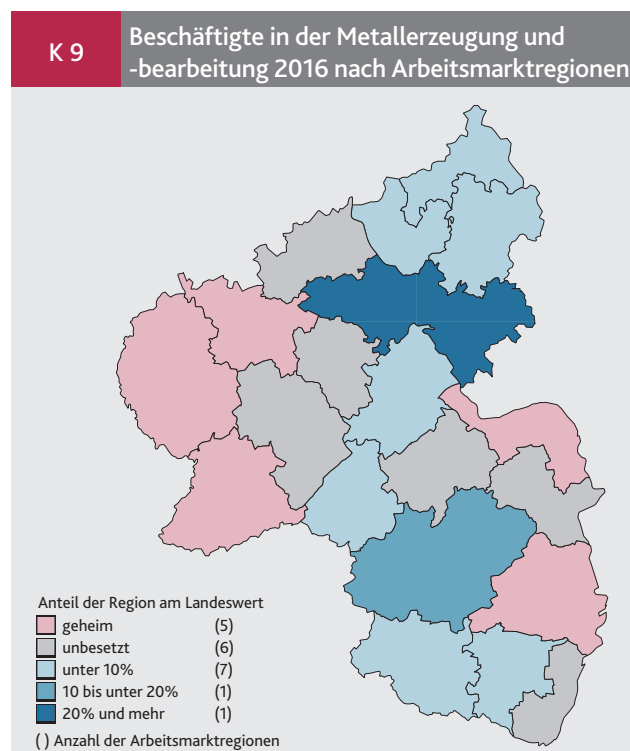 K 9
Beschäftigte in der Metallerzeugung und
-bearbeitung 2016 nach Arbeitsmarktregionen
Anteil der Region am Landeswert
geheim (5)
unbesetzt (6)
unter 10% (7)
10 bis unter 20% (1)
20% und mehr (1)
( ) Anzahl der Arbeitsmarktregionen